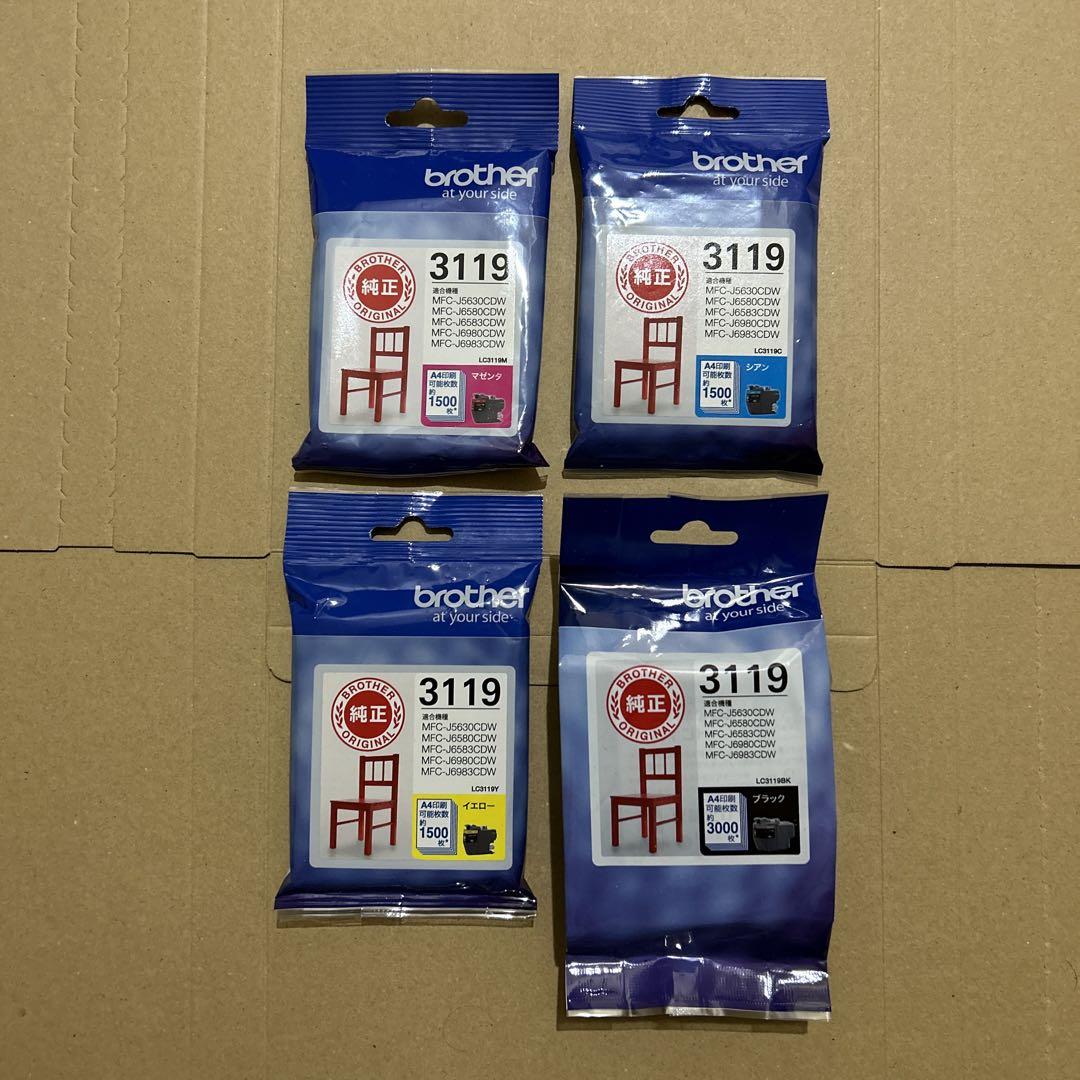 brother
at your side
BROTHER
純正
ORIGINAL
3119
適合機種
MFC-J5630CDW
MFC-J6580CDW
MFC-J6583CDW
MFC-J6980CDW
MFC-J6983CDW
LC3119M
A4印刷
可能枚数
約
1500
枚*
マゼンタ
brother
at your side
BROTHER
純正
ORIGINAL
3119
適合機種
MFC-J5630CDW
MFC-J6580CDW
MFC-J6583CDW
MFC-J6980CDW
MFC-J6983CDW
LC3119C
A4印刷
可能枚数
約
1500
枚*
シアン
brother
at your side
BROTHER
純正
ORIGINAL
3119
適合機種
MFC-J5630CDW
MFC-J6580CDW
MFC-J6583CDW
MFC-J6980CDW
MFC-J6983CDW
LC3119Y
A4印刷
可能枚数
約
1500
枚*
イエロー
brother
at your side
BROTHER
純正
ORIGINAL
3119
適合機種
MFC-J5630CDW
MFC-J6580CDW
MFC-J6583CDW
MFC-J6980CDW
MFC-J6983CDW
LC3119BK
A4印刷
可能枚数
約
3000
枚*
ブラック